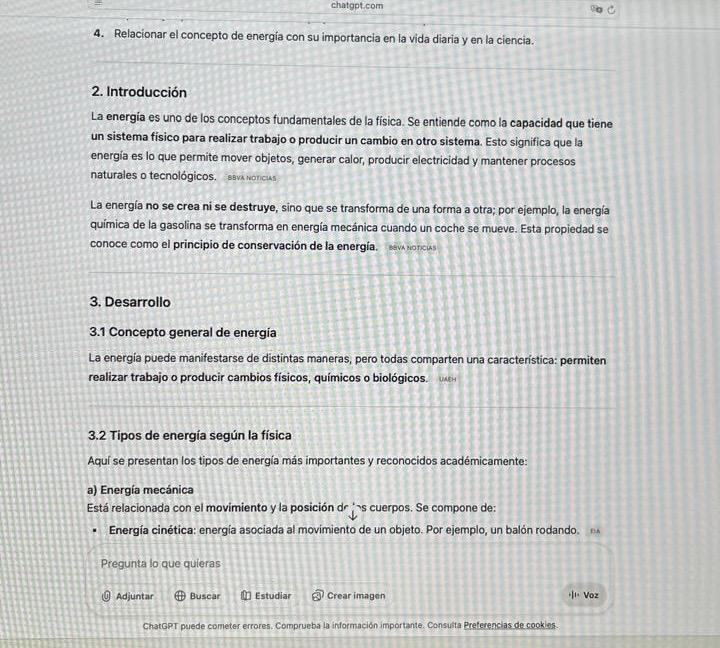 chatgpt.com
4. Relacionar el concepto de energía con su importancia en la vida diaria y en la ciencia.
2. Introducción
La energía es uno de los conceptos fundamentales de la física. Se entiende como la capacidad que tiene
un sistema físico para realizar trabajo o producir un cambio en otro sistema. Esto significa que la
energía es lo que permite mover objetos, generar calor, producir electricidad y mantener procesos
naturales o tecnológicos. BBVA NOTICIAS
La energía no se crea ni se destruye, sino que se transforma de una forma a otra; por ejemplo, la energía
química de la gasolina se transforma en energía mecánica cuando un coche se mueve. Esta propiedad se
conoce como el principio de conservación de la energía. BBVA NOTICIAS
3. Desarrollo
3.1 Concepto general de energía
La energía puede manifestarse de distintas maneras, pero todas comparten una característica: permiten
realizar trabajo o producir cambios físicos, químicos o biológicos. UAEH
3.2 Tipos de energía según la física
Aquí se presentan los tipos de energía más importantes y reconocidos académicamente:
a) Energía mecánica
Está relacionada con el movimiento y la posición de los cuerpos. Se compone de:
▪ Energía cinética: energía asociada al movimiento de un objeto. Por ejemplo, un balón rodando. EIA
Pregunta lo que quieras
Adjuntar Buscar Estudiar Crear imagen Voz
ChatGPT puede cometer errores. Comprueba la información importante. Consulta Preferencias de cookies.